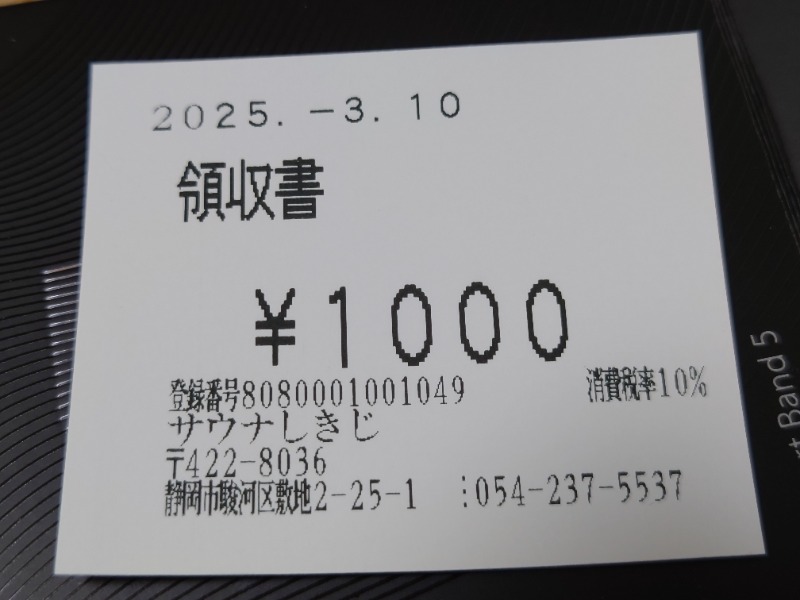 2025. -3. 10
領収書
¥1000
登録番号8080001001049 消費税率10%
サウナしきじ
〒422-8036
静岡市駿河区敷地2-25-1 ⋮054-237-5537
Band 5